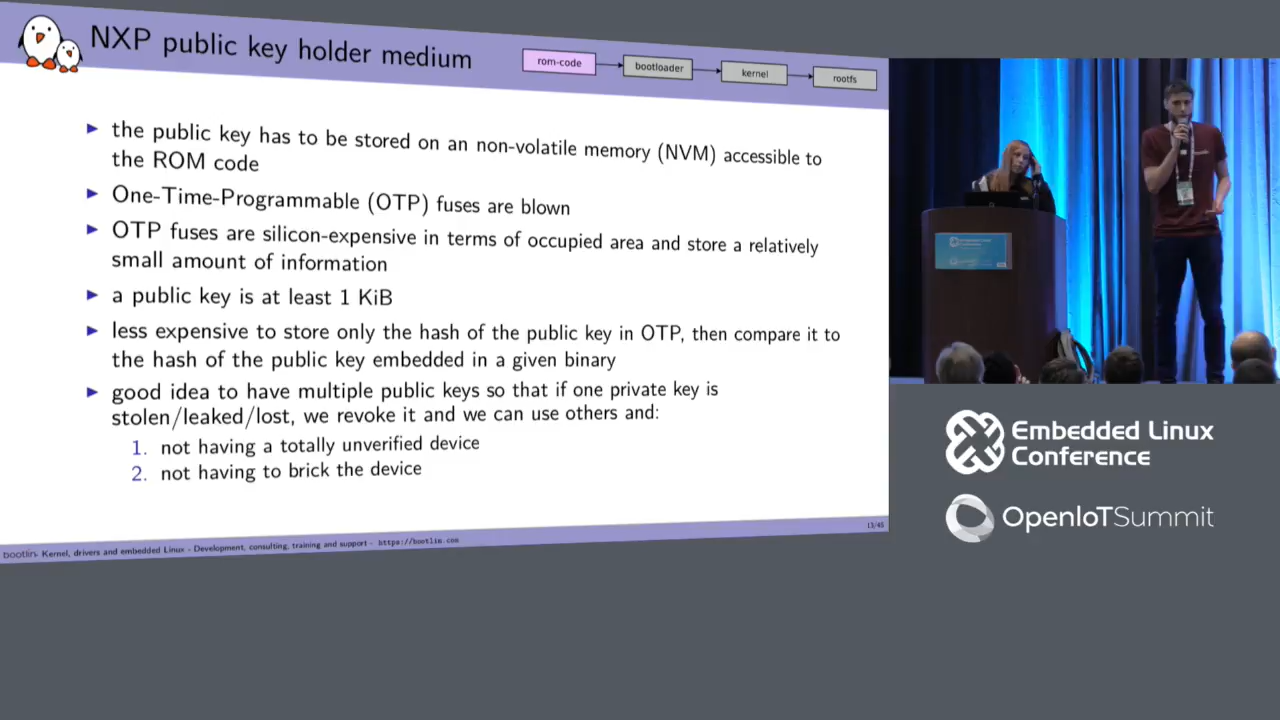 NXP public key holder medium
rom-code
bootloader
kernel
rootfs
▶ the public key has to be stored on an non-volatile memory (NVM) accessible to
the ROM code
▶ One-Time-Programmable (OTP) fuses are blown
▶ OTP fuses are silicon-expensive in terms of occupied area and store a relatively
small amount of information
▶ a public key is at least 1 KiB
▶ less expensive to store only the hash of the public key in OTP, then compare it to
the hash of the public key embedded in a given binary
▶ good idea to have multiple public keys so that if one private key is
stolen/leaked/lost, we revoke it and we can use others and:
1. not having a totally unverified device
2. not having to brick the device
13/45
bootlin- Kernel, drivers and embedded Linux - Development, consulting, training and support - https://bootlin.com
Embedded Linux
Conference
OpenIoTSummit